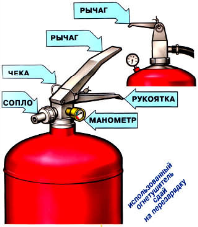 РЫЧАГ
РЫЧАГ
ЧЕКА
СОПЛО
РУКОЯТКА
МАНОМЕТР
использованный
огнетушитель
сдай
на перезарядку